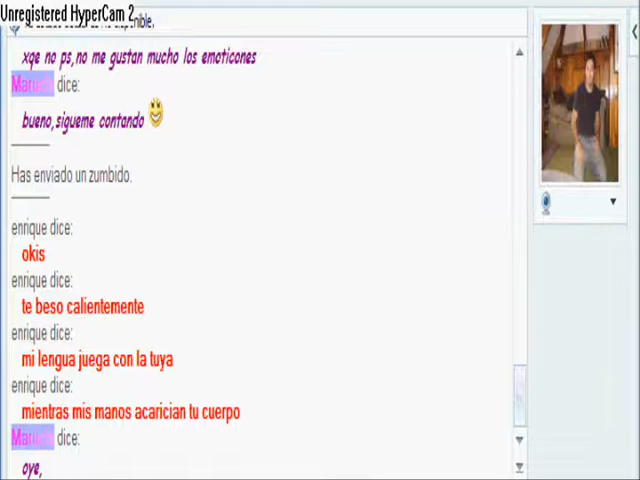 Unregistered HyperCam 2
xqe no ps,no me gustan mucho los emoticones
dice:
bueno,sigueme contando
Has enviado un zumbido.
enrique dice:
okis
enrique dice:
te beso calientemente
enrique dice:
mi lengua juega con la tuya
enrique dice:
mientras mis manos acarician tu cuerpo
dice:
oye,